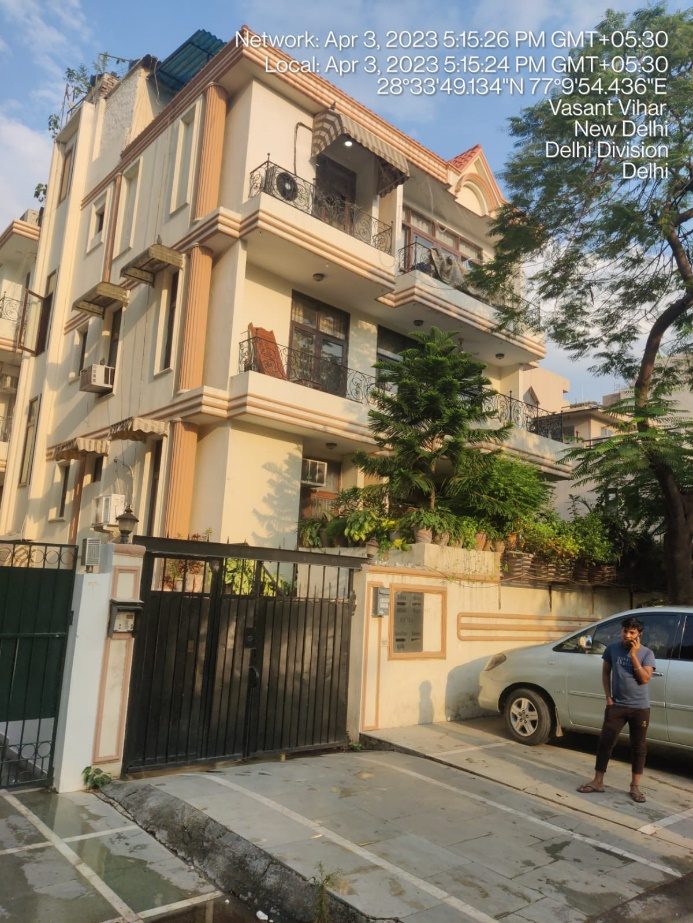 Network: Apr 3, 2023 5:15:26 PM GMT+05:30
Local: Apr 3, 2023 5:15:24 PM GMT+05:30
28°33'49.134"N 77°9'54.436"E
Vasant Vihar
New Delhi
Delhi Division
Delhi